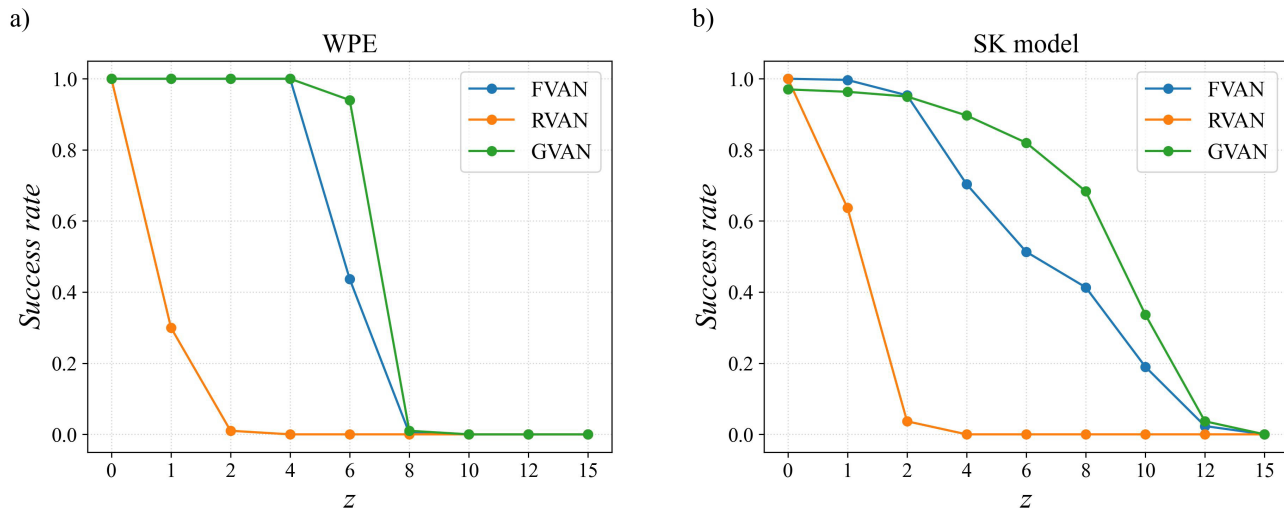 a)
WPE
Success rate
1.0
0.8
0.6
0.4
0.2
0.0
FVAN
RVAN
GVAN
0 1 2 4 6 8 10 12 15
z
b)
SK model
Success rate
1.0
0.8
0.6
0.4
0.2
0.0
FVAN
RVAN
GVAN
0 1 2 4 6 8 10 12 15
z